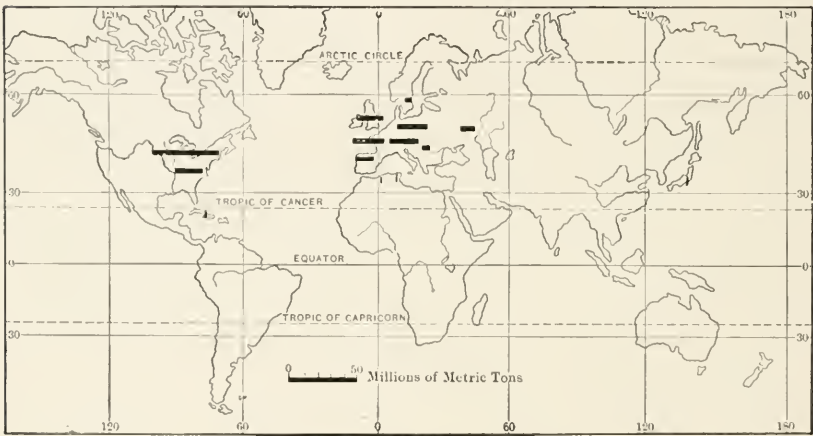 120 60 0 60 120 180
ARCTIC CIRCLE
60 60
30 30
TROPIC OF CANCER
EQUATOR
0 0
TROPIC OF CAPRICORN
30 30
0 50 Millions of Metric Tons
120 60 0 60 120 180